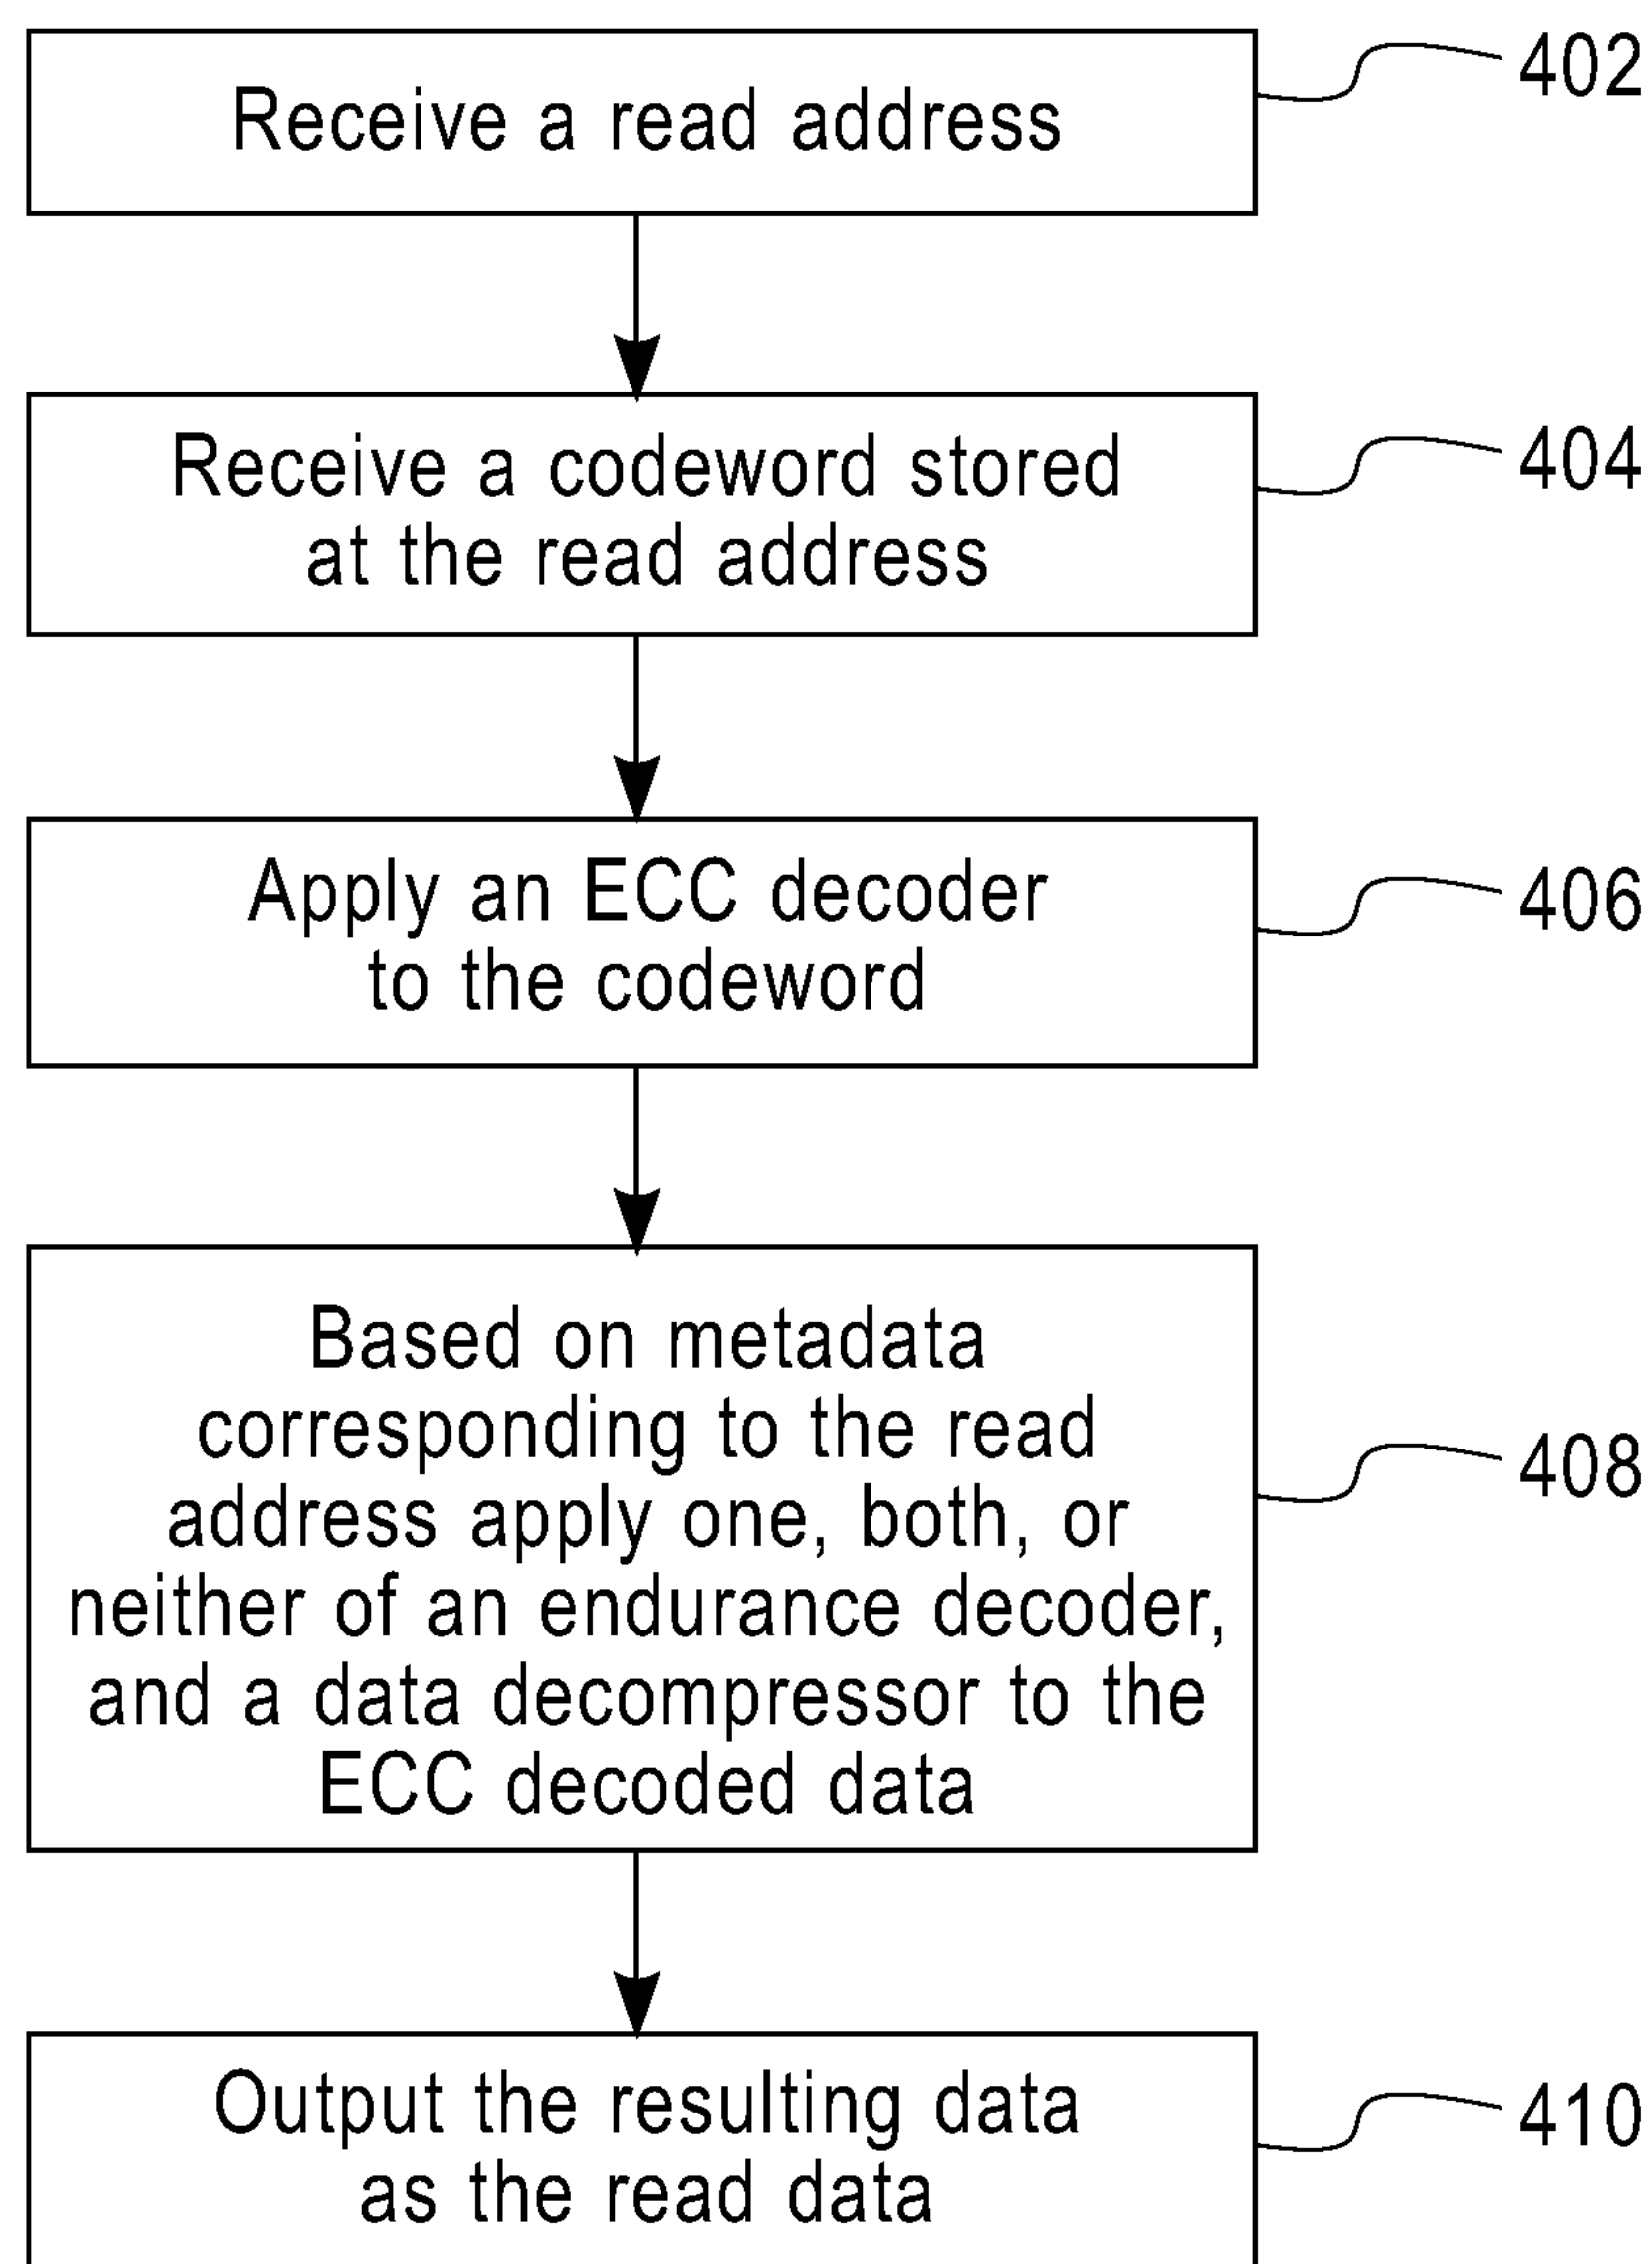 Receive a read address
402
Receive a codeword stored
at the read address
404
Apply an ECC decoder
to the codeword
406
Based on metadata
corresponding to the read
address apply one, both, or
neither of an endurance decoder,
and a data decompressor to the
ECC decoded data
408
Output the resulting data
as the read data
410